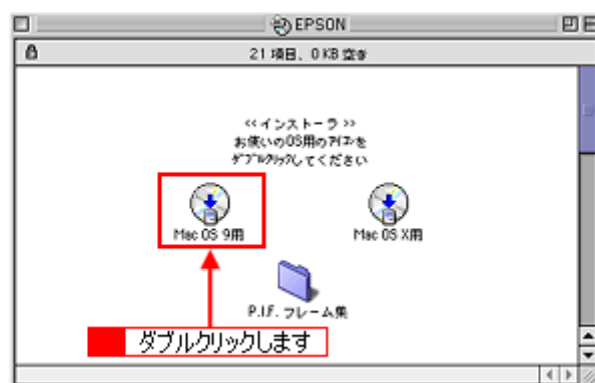 EPSON
21 項目、0 KB 空き
<<インストーラ>>
お使いのOS用のアイコンを
ダブルクリックしてください
Mac OS 9用
Mac OS X用
P.I.F. フレーム集
ダブルクリックします